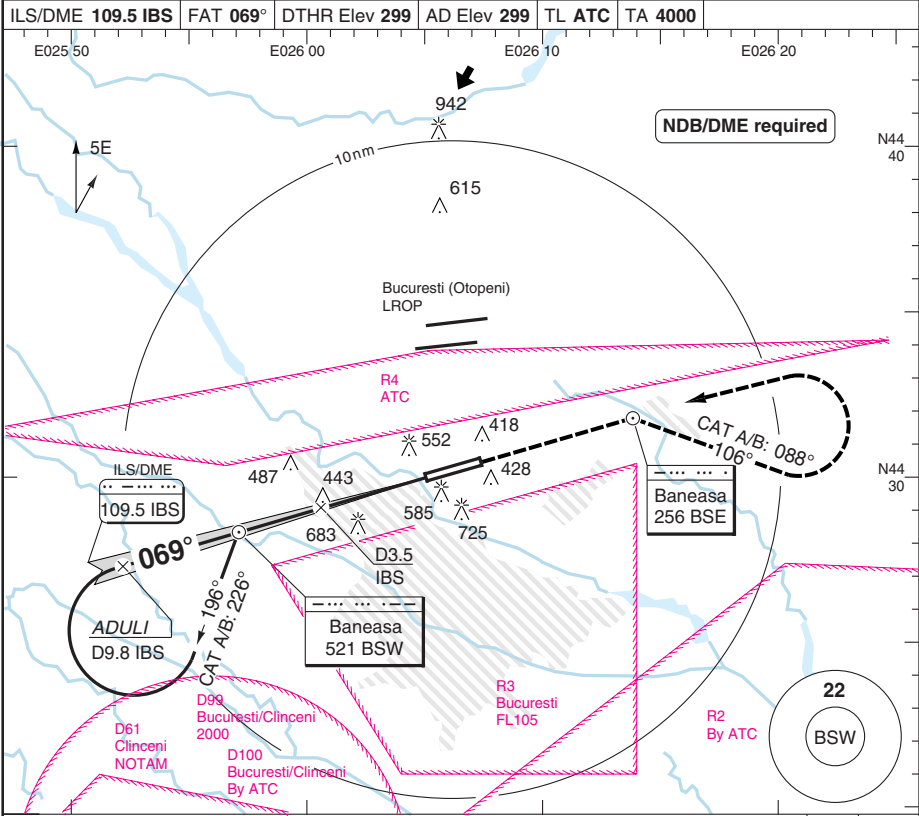 ILS/DME 109.5 IBS FAT 069° DTHR Elev 299 AD Elev 299 TL ATC TA 4000
E025 50 E026 00 E026 10 E026 20
942
NDB/DME required
N44
40
5E
10nm
615
Bucuresti (Otopeni)
LROP
R4
ATC
CAT A/B: 088°
106°
552
418
487
443
428
N44
30
ILS/DME
109.5 IBS
Baneasa
256 BSE
683
585
725
069°
D3.5
IBS
ADULI
D9.8 IBS
196°
CAT A/B: 226°
Baneasa
521 BSW
R3
Bucuresti
FL105
22
BSW
D99
Bucuresti/Clinceni
2000
D61
Clinceni
NOTAM
R2
By ATC
D100
Bucuresti/Clinceni
By ATC